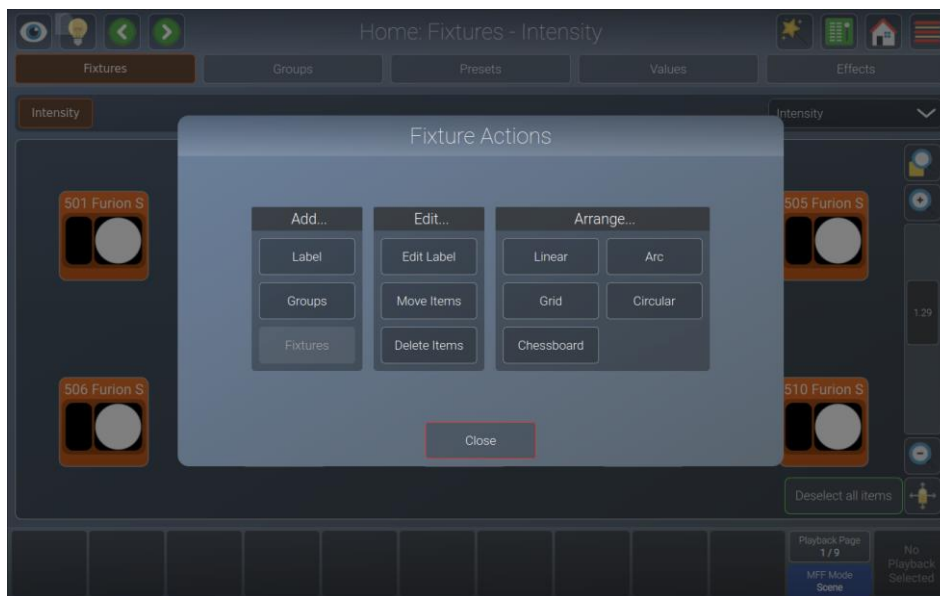 Home: Fixtures - Intensity
Fixtures
Groups
Presets
Values
Effects
Intensity
Intensity
Fixture Actions
501 Furion S
505 Furion S
Add...
Edit...
Arrange...
Label
Edit Label
Linear
Arc
Groups
Move Items
Grid
Circular
1.29
Fixtures
Delete Items
Chessboard
506 Furion S
510 Furion S
Close
Deselect all items
Playback Page
1/9
MFF Mode
Scene
No
Playback
Selected